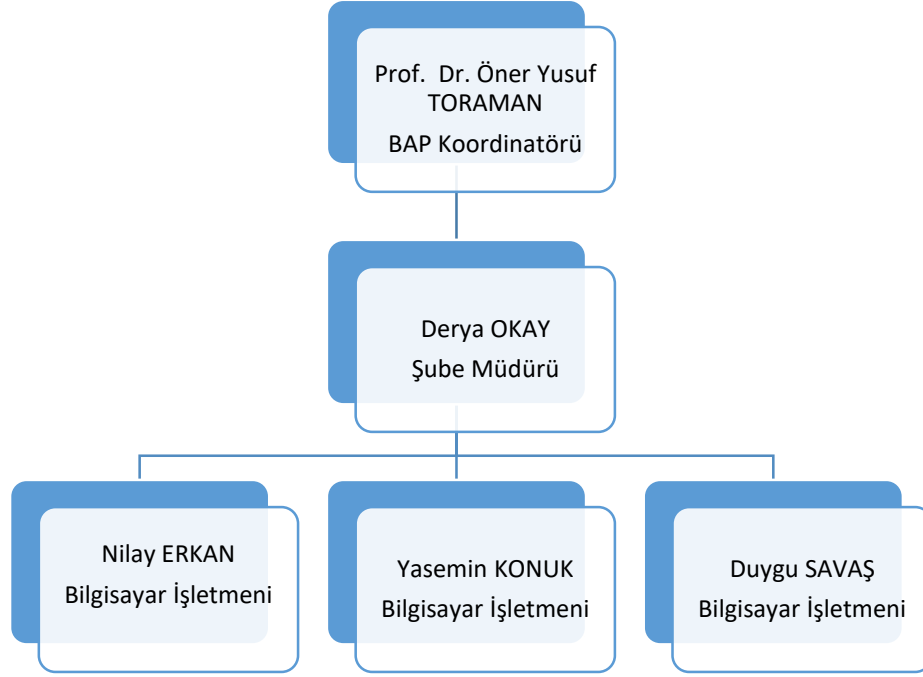 Prof. Dr. Öner Yusuf
TORAMAN
BAP Koordinatörü
Derya OKAY
Şube Müdürü
Nilay ERKAN
Bilgisayar İşletmeni
Yasemin KONUK
Bilgisayar İşletmeni
Duygu SAVAŞ
Bilgisayar İşletmeni